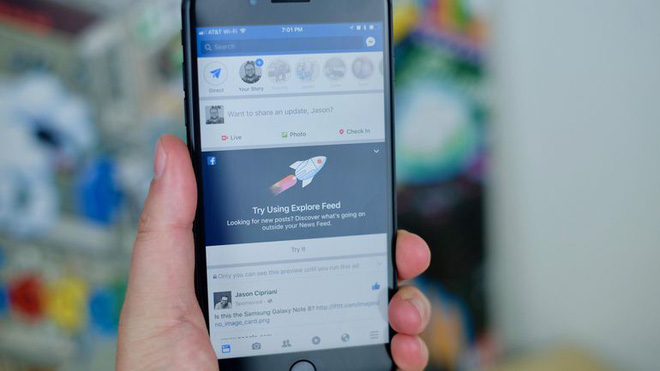 AT&T Wi-Fi 7:01 PM
Search
Direct
Your Story
Want to share an update, Jason?
Live Photo Check In
Try Using Explore Feed
Looking for new posts? Discover what's going on
outside your News Feed.
Try it
Only you can see this preview until you run this ad
Jason Cipriani
Sponsored
Is this the Samsung Galaxy Note 8?
no_image_card.png